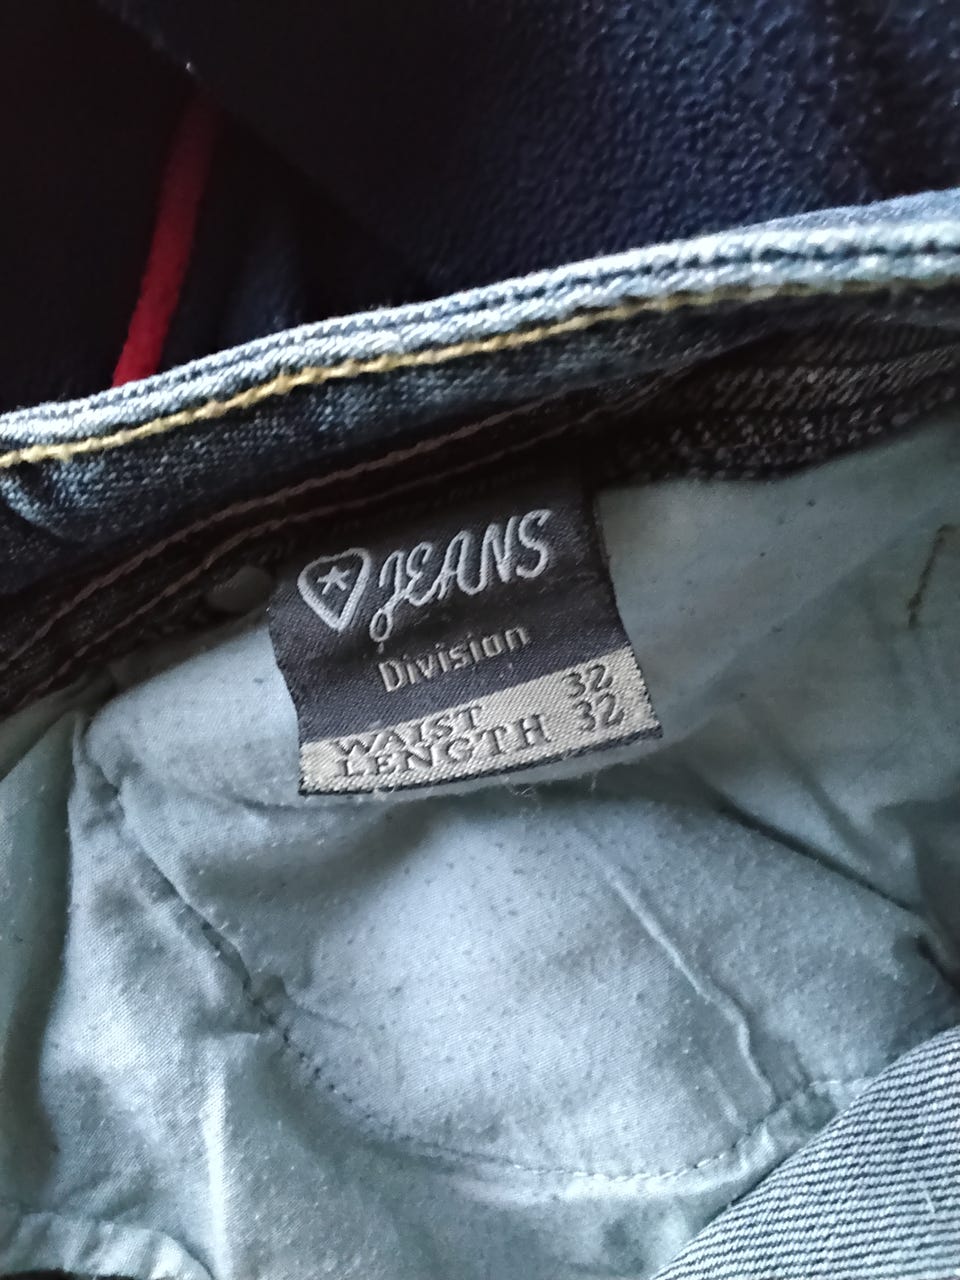 JEANS
Division
WAIST 32
LENGTH 32